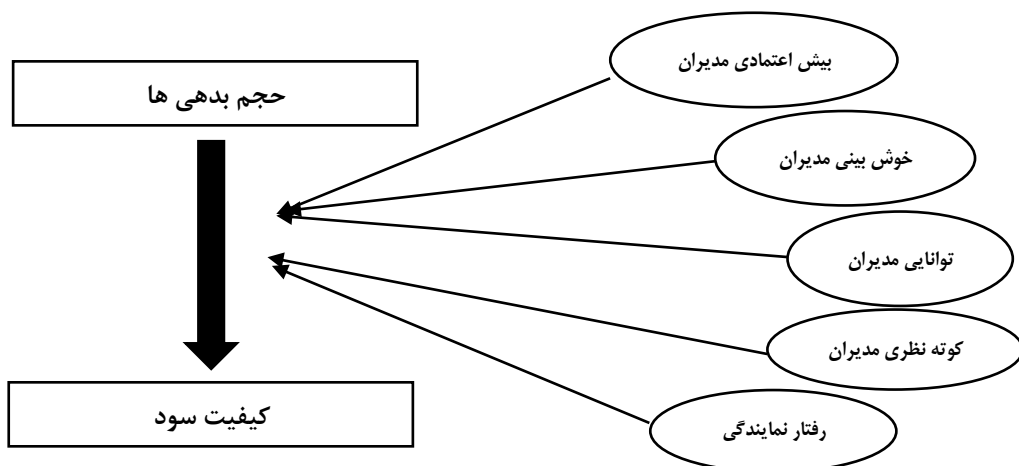 بیش اعتمادی مدیران
حجم بدهی ها
خوش بینی مدیران
توانایی مدیران
کوته نظری مدیران
کیفیت سود
رفتار نمایندگی